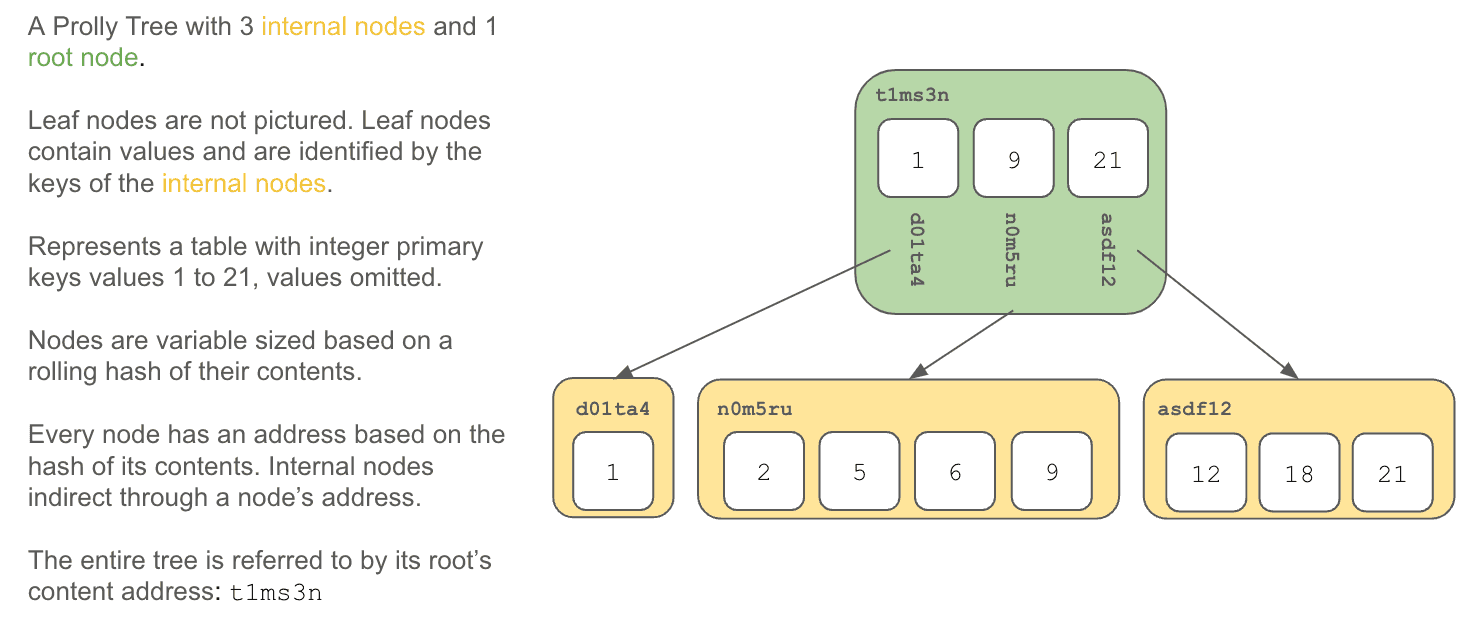 A Prolly Tree with 3 internal nodes and 1
root node.
Leaf nodes are not pictured. Leaf nodes
contain values and are identified by the
keys of the internal nodes.
Represents a table with integer primary
keys values 1 to 21, values omitted.
Nodes are variable sized based on a
rolling hash of their contents.
Every node has an address based on the
hash of its contents. Internal nodes
indirect through a node’s address.
The entire tree is referred to by its root’s
content address: t1ms3n
t1ms3n
1 9 21
d01ta4
n0m5ru
asdf12
d01ta4
1
n0m5ru
2 5 6 9
asdf12
12 18 21